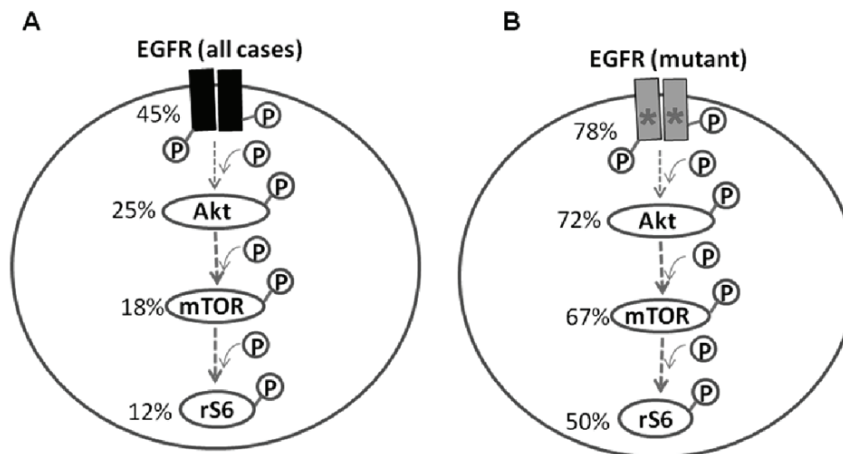 A
EGFR (all cases)
45%
P
P
P
25%
Akt
P
P
18%
mTOR
P
P
12%
rS6
P
B
EGFR (mutant)
78%
* *
P
P
P
72%
Akt
P
P
67%
mTOR
P
P
50%
rS6
P